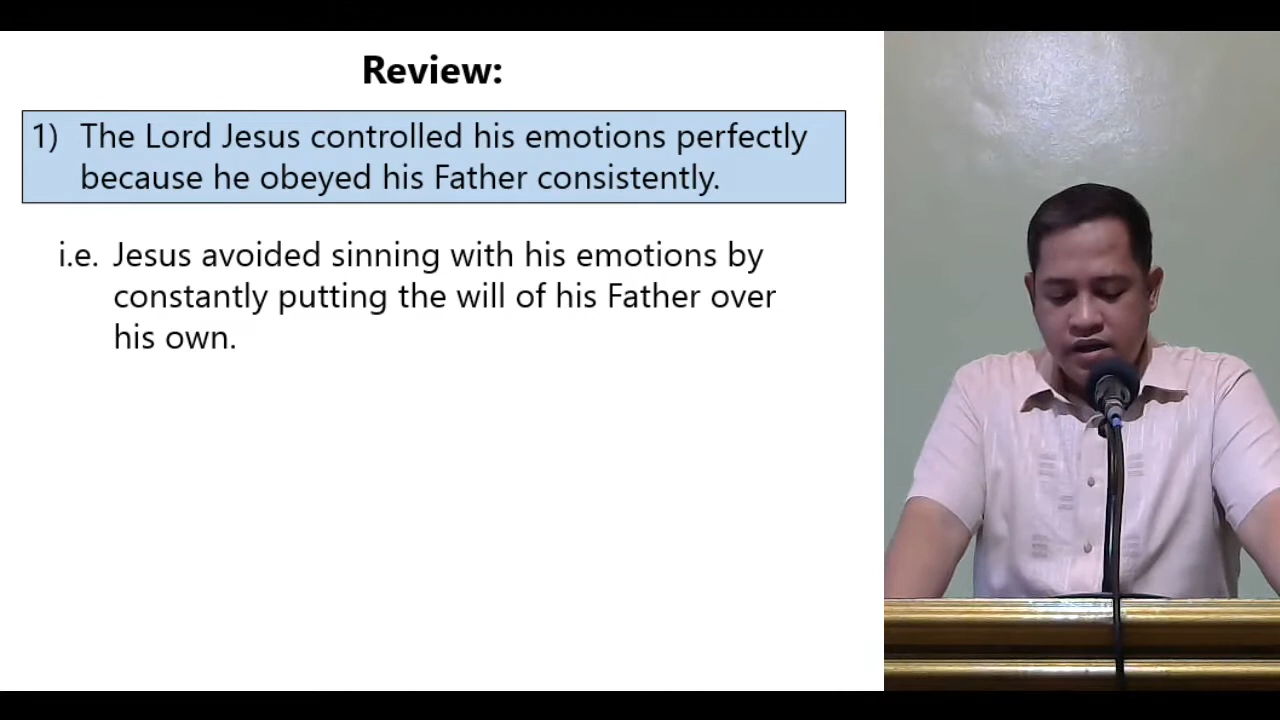 Review:
1) The Lord Jesus controlled his emotions perfectly
because he obeyed his Father consistently.
i.e. Jesus avoided sinning with his emotions by
constantly putting the will of his Father over
his own.